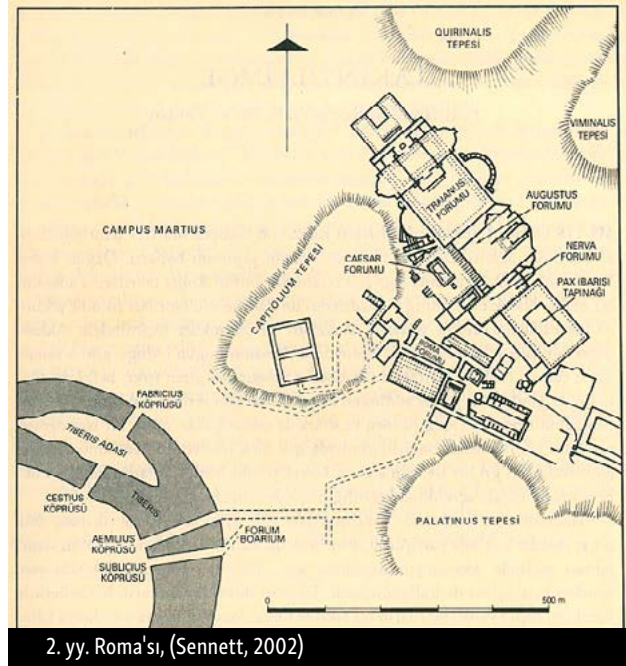 QUIRINALIS
TEPESİ
VIMINALIS
TEPESİ
TRAIANUS
FORUMU
AUGUSTUS
FORUMU
CAMPUS MARTIUS
CAESAR
FORUMU
NERVA
FORUMU
PAX (BARIŞ)
TAPINAĞI
CAPITOLIUM TEPESİ
ROMA
FORUMU
FABRICIUS
KÖPRÜSÜ
TIBERIS ADASI
CESTIUS
KÖPRÜSÜ
TIBERIS
AEMILIUS
KÖPRÜSÜ
FORUM
BOARIUM
SUBLICIUS
KÖPRÜSÜ
PALATINUS TEPESİ
0
500 m
2. yy. Roma'sı, (Sennett, 2002)